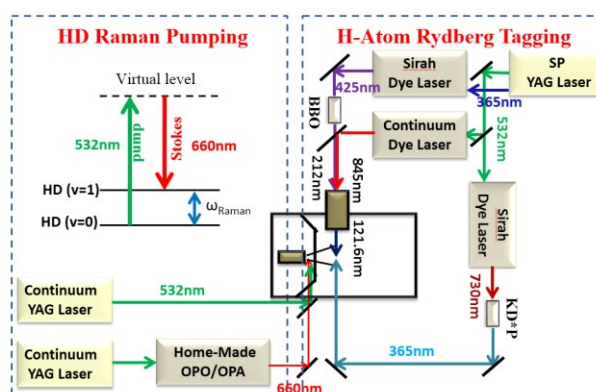 HD Raman Pumping
Virtual level
532nm
pump
Stokes
660nm
HD (v=1)
HD (v=0)
ωRaman
Continuum
YAG Laser
532nm
Continuum
YAG Laser
Home-Made
OPO/OPA
660nm
H-Atom Rydberg Tagging
425nm
Sirah
Dye Laser
365nm
SP
YAG Laser
BBO
Continuum
Dye Laser
532nm
212nm
845nm
121.6nm
Sirah
Dye Laser
730nm
KD*P
365nm